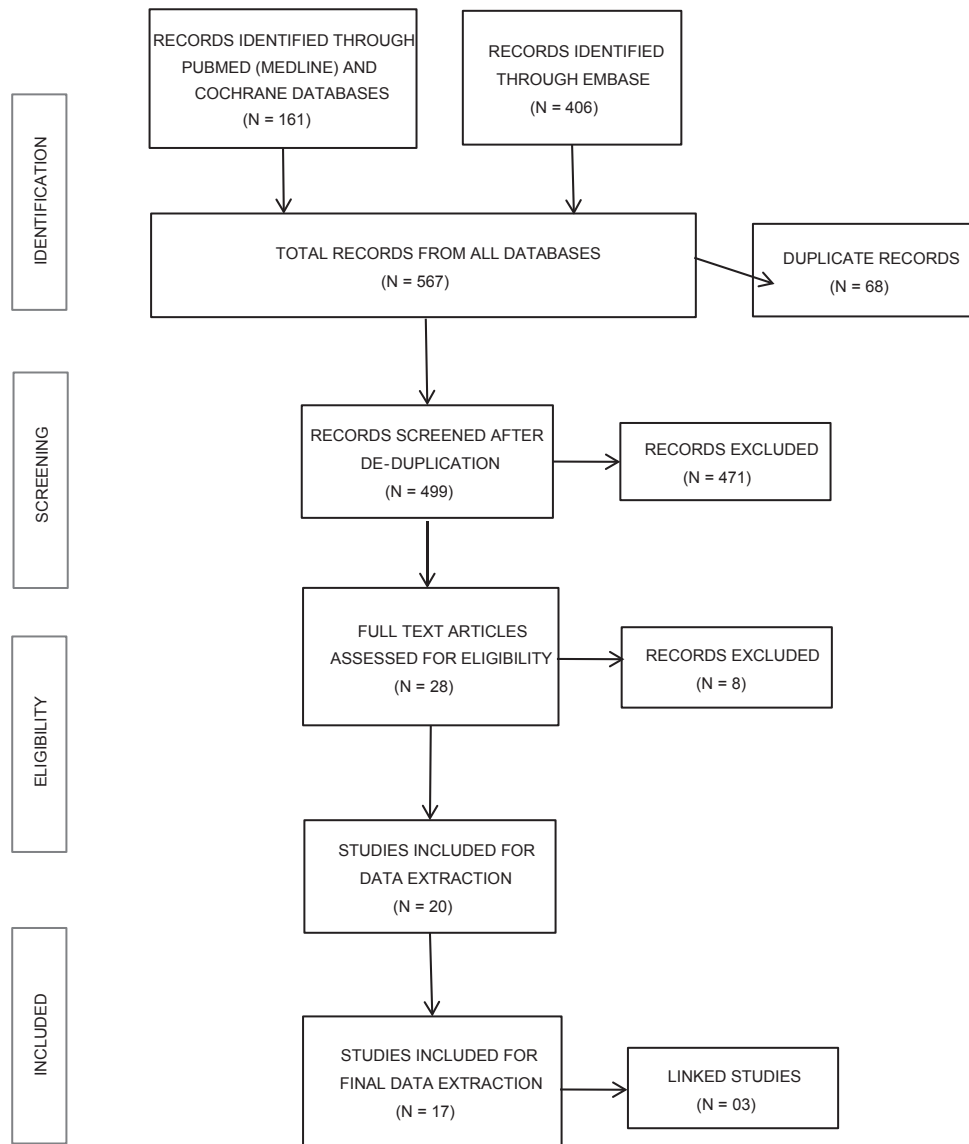 RECORDS IDENTIFIED THROUGH
PUBMED (MEDLINE) AND
COCHRANE DATABASES
(N = 161)
RECORDS IDENTIFIED
THROUGH EMBASE
(N = 406)
IDENTIFICATION
TOTAL RECORDS FROM ALL DATABASES
(N = 567)
DUPLICATE RECORDS
(N = 68)
SCREENING
RECORDS SCREENED AFTER
DE-DUPLICATION
(N = 499)
RECORDS EXCLUDED
(N = 471)
ELIGIBILITY
FULL TEXT ARTICLES
ASSESSED FOR ELIGIBILITY
(N = 28)
RECORDS EXCLUDED
(N = 8)
STUDIES INCLUDED FOR
DATA EXTRACTION
(N = 20)
INCLUDED
STUDIES INCLUDED FOR
FINAL DATA EXTRACTION
(N = 17)
LINKED STUDIES
(N = 03)